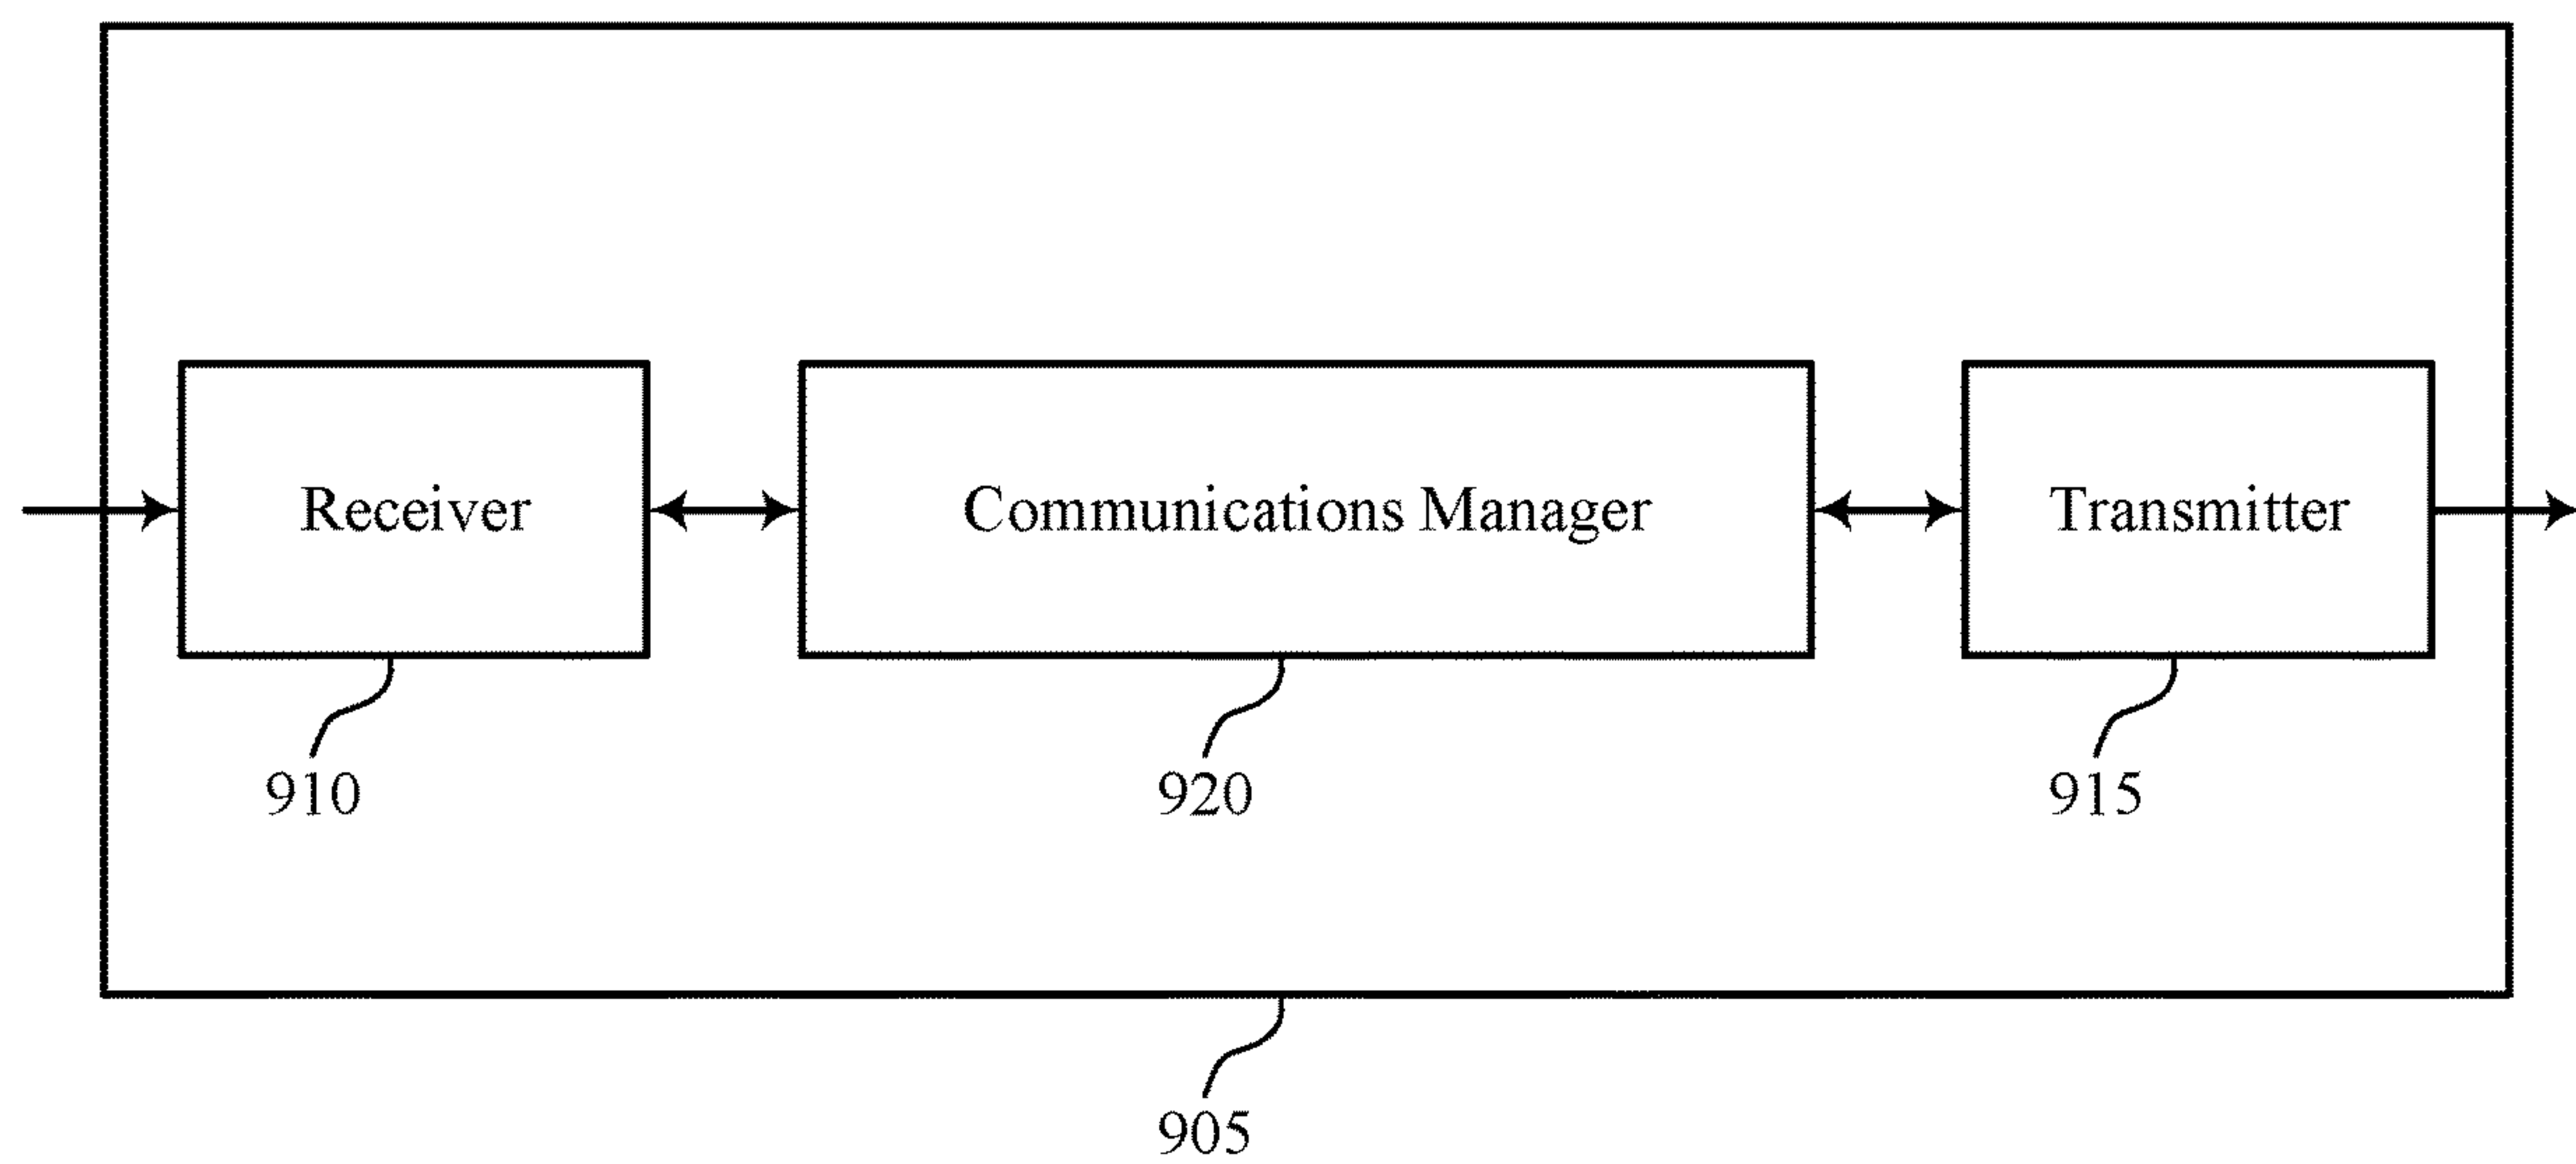 Receiver
Communications Manager
Transmitter
910
920
915
905